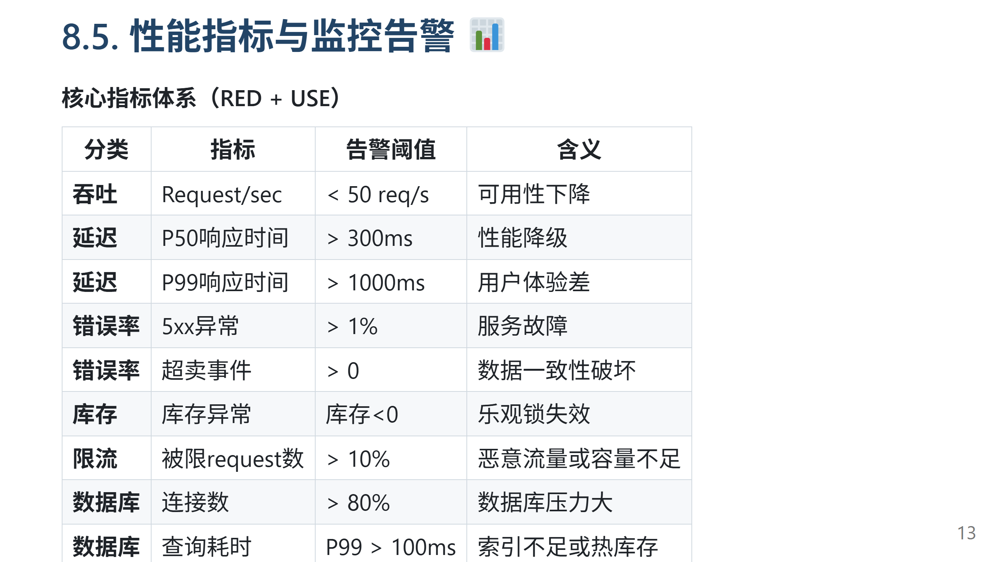 8.5. 性能指标与监控告警
核心指标体系（RED + USE）
分类 指标 告警阈值 含义
吞吐 Request/sec < 50 req/s 可用性下降
延迟 P50响应时间 > 300ms 性能降级
延迟 P99响应时间 > 1000ms 用户体验差
错误率 5xx异常 > 1% 服务故障
错误率 超卖事件 > 0 数据一致性破坏
库存 库存异常 库存<0 乐观锁失效
限流 被限request数 > 10% 恶意流量或容量不足
数据库 连接数 > 80% 数据库压力大
数据库 查询耗时 P99 > 100ms 索引不足或热库存
13